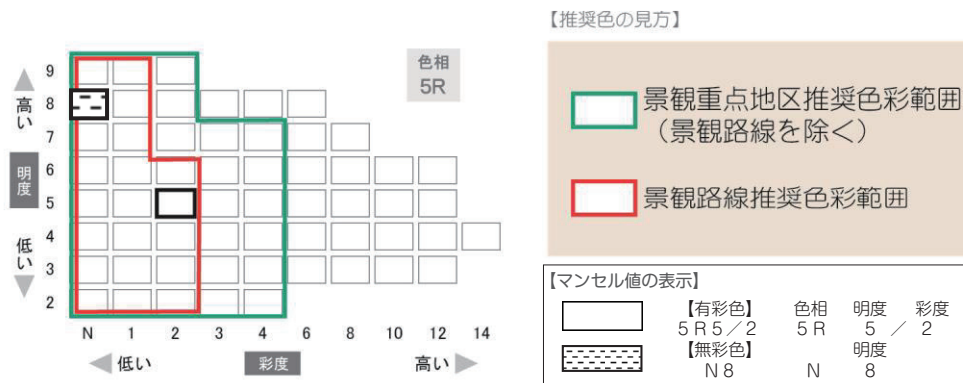 色相
5R
高い
明度
低い
9
8
7
6
5
4
3
2
N 1 2 3 4 6 8 10 12 14
低い 彩度 高い
【推奨色の見方】
景観重点地区推奨色彩範囲
（景観路線を除く）
景観路線推奨色彩範囲
【マンセル値の表示】
【有彩色】 色相 明度 彩度
５Ｒ５／２ ５Ｒ ５ ／ ２
【無彩色】 明度
Ｎ８ Ｎ ８